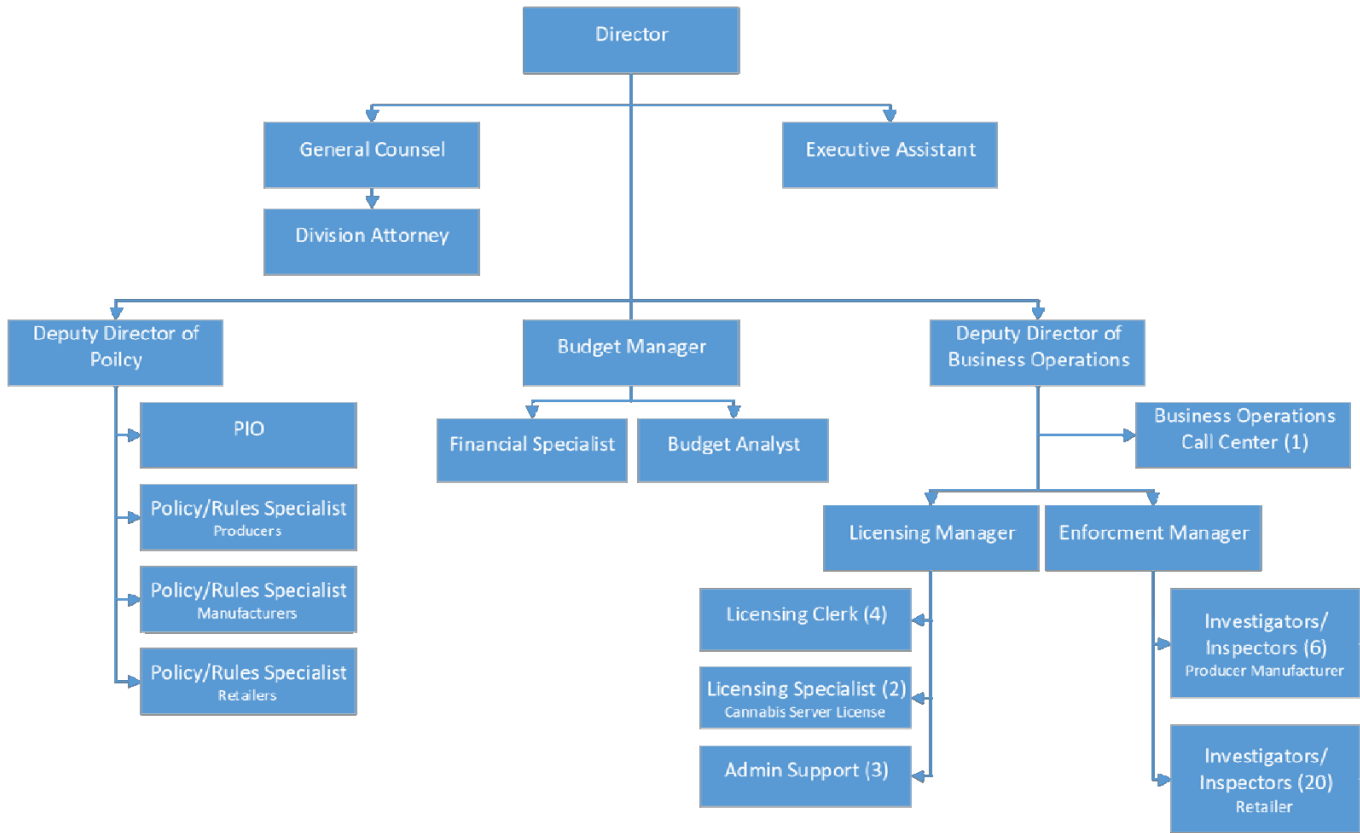 Director
General Counsel
Executive Assistant
Division Attorney
Deputy Director of
Poilcy
Budget Manager
Deputy Director of
Business Operations
PIO
Financial Specialist
Budget Analyst
Business Operations
Call Center (1)
Policy/Rules Specialist
Producers
Licensing Manager
Enforcment Manager
Policy/Rules Specialist
Manufacturers
Licensing Clerk (4)
Investigators/
Inspectors (6)
Producer Manufacturer
Policy/Rules Specialist
Retailers
Licensing Specialist (2)
Cannabis Server License
Admin Support (3)
Investigators/
Inspectors (20)
Retailer